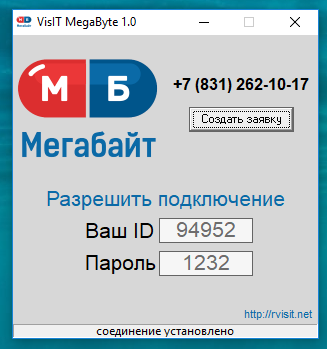 VisIT MegaByte 1.0
М Б
Мегабайт
+7 (831) 262-10-17
Создать заявку
Разрешить подключение
Ваш ID 94952
Пароль 1232
http://rvisit.net
соединение установлено